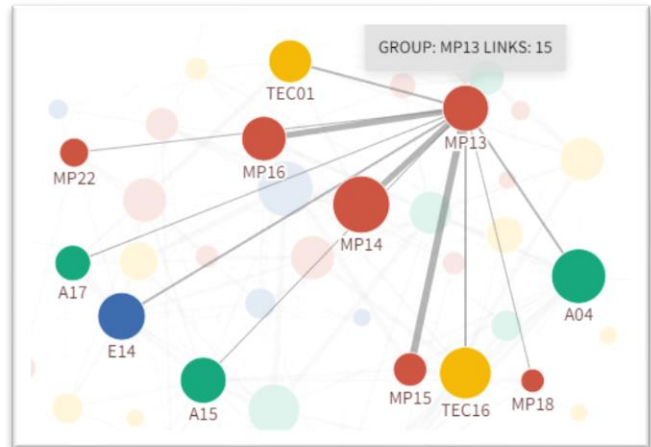 GROUP: MP13 LINKS: 15
TEC01
MP13
MP22
MP16
MP14
A17
A04
E14
A15
MP15
TEC16
MP18